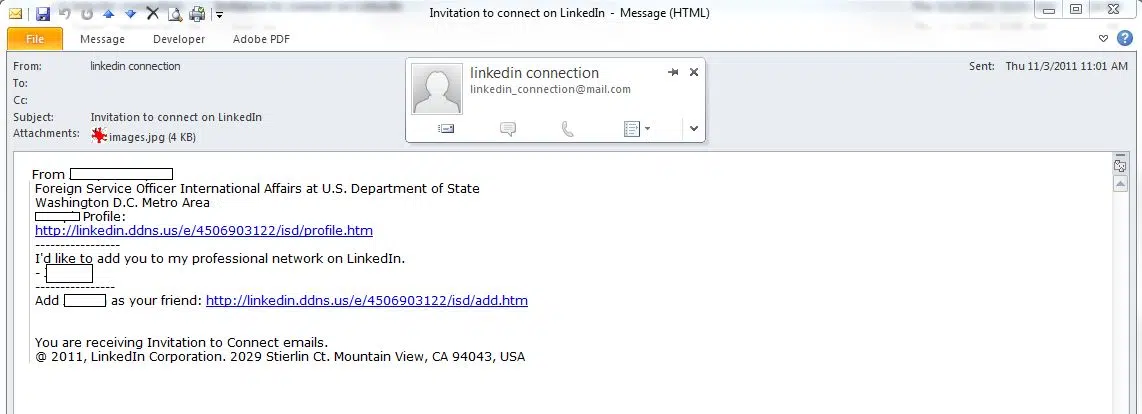 Invitation to connect on LinkedIn - Message (HTML)
File Message Developer Adobe PDF
From: linkedin connection
Sent: Thu 11/3/2011 11:01 AM
To:
Cc:
Subject: Invitation to connect on LinkedIn
Attachments: images.jpg (4 KB)
linkedin connection
linkedin_connection@mail.com
From
Foreign Service Officer International Affairs at U.S. Department of State
Washington D.C. Metro Area
Profile:
http://linkedin.ddns.us/e/4506903122/isd/profile.htm
-----------------
I'd like to add you to my professional network on LinkedIn.
-
----------------
Add as your friend: http://linkedin.ddns.us/e/4506903122/isd/add.htm
You are receiving Invitation to Connect emails.
@ 2011, LinkedIn Corporation. 2029 Stierlin Ct. Mountain View, CA 94043, USA